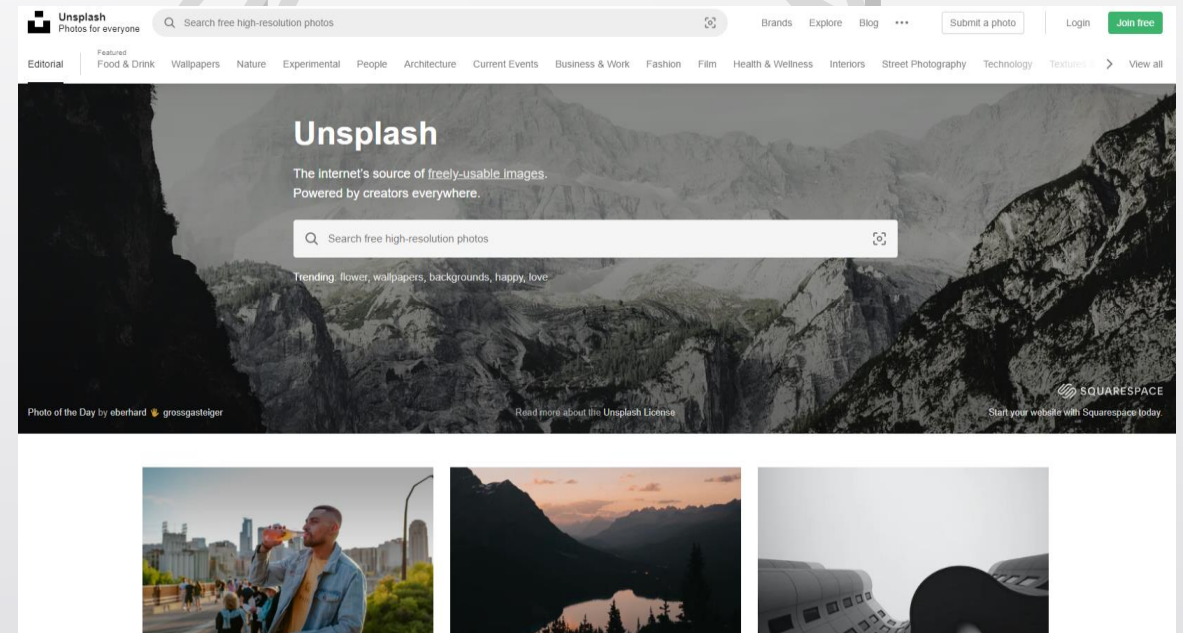 Unsplash
Photos for everyone
Search free high-resolution photos
Brands Explore Blog ••• Submit a photo Login Join free
Editorial
Featured
Food & Drink Wallpapers Nature Experimental People Architecture Current Events Business & Work Fashion Film Health & Wellness Interiors Street Photography Technology Textures View all
Unsplash
The internet's source of freely-usable images.
Powered by creators everywhere.
Search free high-resolution photos
Trending: flower, wallpapers, backgrounds, happy, love
SQUARESPACE
Photo of the Day by eberhard 🖐 grossgasteiger
Read more about the Unsplash License
Start your website with Squarespace today.